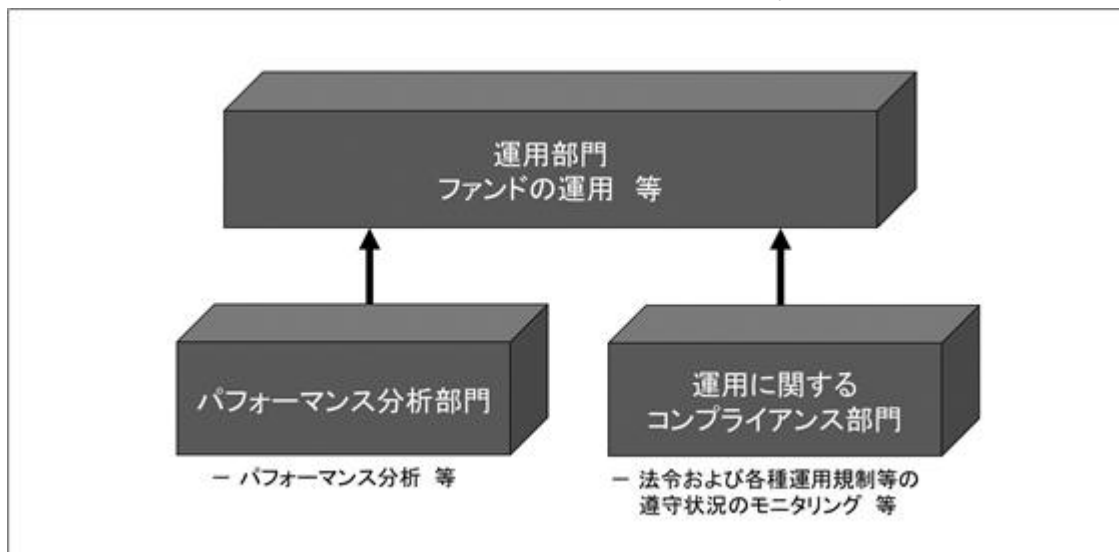 運用部門
ファンドの運用 等
パフォーマンス分析部門
－ パフォーマンス分析 等
運用に関する
コンプライアンス部門
－ 法令および各種運用規制等の
遵守状況のモニタリング 等